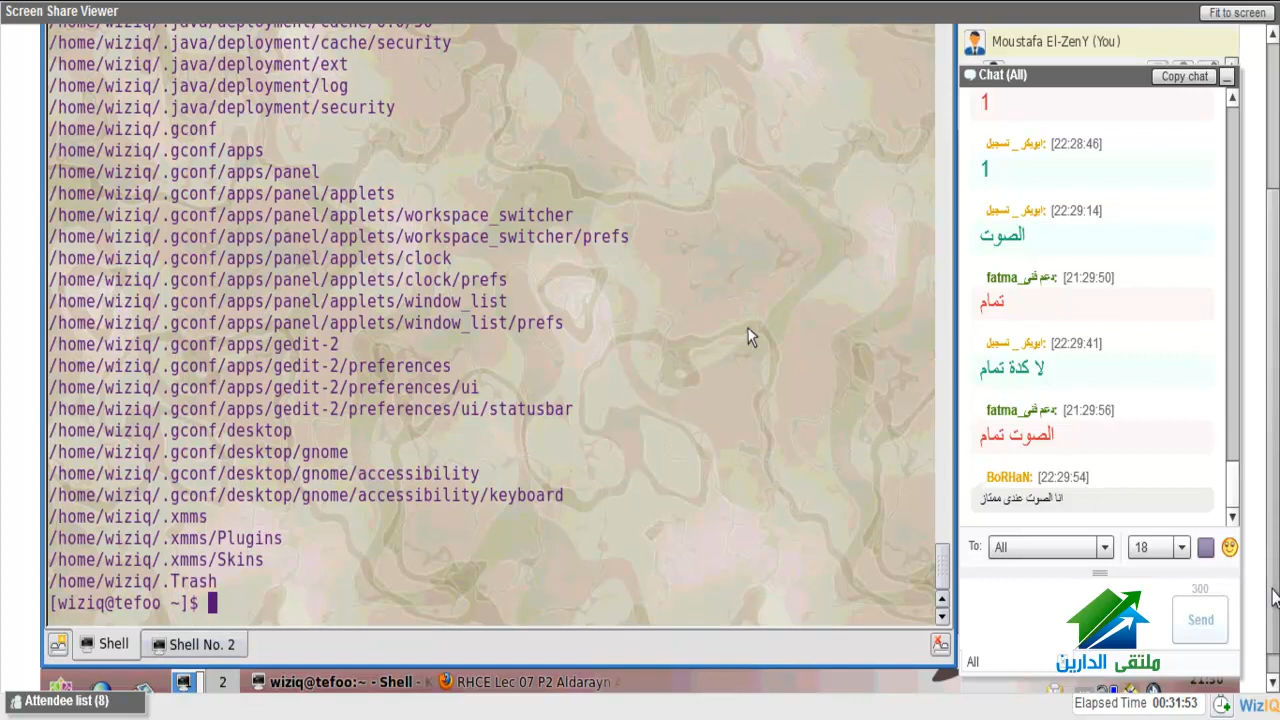 Screen Share Viewer
Fit to screen
/home/wiziq/.java/deployment/cache/security
/home/wiziq/.java/deployment/ext
/home/wiziq/.java/deployment/log
/home/wiziq/.java/deployment/security
/home/wiziq/.gconf
/home/wiziq/.gconf/apps
/home/wiziq/.gconf/apps/panel
/home/wiziq/.gconf/apps/panel/applets
/home/wiziq/.gconf/apps/panel/applets/workspace_switcher
/home/wiziq/.gconf/apps/panel/applets/workspace_switcher/prefs
/home/wiziq/.gconf/apps/panel/applets/clock
/home/wiziq/.gconf/apps/panel/applets/clock/prefs
/home/wiziq/.gconf/apps/panel/applets/window_list
/home/wiziq/.gconf/apps/panel/applets/window_list/prefs
/home/wiziq/.gconf/apps/gedit-2
/home/wiziq/.gconf/apps/gedit-2/preferences
/home/wiziq/.gconf/apps/gedit-2/preferences/ui
/home/wiziq/.gconf/apps/gedit-2/preferences/ui/statusbar
/home/wiziq/.gconf/desktop
/home/wiziq/.gconf/desktop/gnome
/home/wiziq/.gconf/desktop/gnome/accessibility
/home/wiziq/.gconf/desktop/gnome/accessibility/keyboard
/home/wiziq/.xmms
/home/wiziq/.xmms/Plugins
/home/wiziq/.xmms/Skins
/home/wiziq/.Trash
[wiziq@tefoo ~]$
Shell
Shell No. 2
2
wiziq@tefoo:~ - Shell - K
RHCE Lec 07 P2 Aldarayn
Attendee list (8)
Moustafa El-ZenY (You)
Chat (All)
Copy chat
1
ابوبكر _ تسجيل: [22:28:46]
1
ابوبكر _ تسجيل: [22:29:14]
الصوت
fatma_دعم فنى: [21:29:50]
تمام
ابوبكر _ تسجيل: [22:29:41]
لا كدة تمام
fatma_دعم فنى: [21:29:56]
الصوت تمام
BoRHaN: [22:29:54]
انا الصوت عندى ممتاز
To:
All
18
300
Send
All
ملتقى الدارين
Elapsed Time 00:31:53
WizIQ